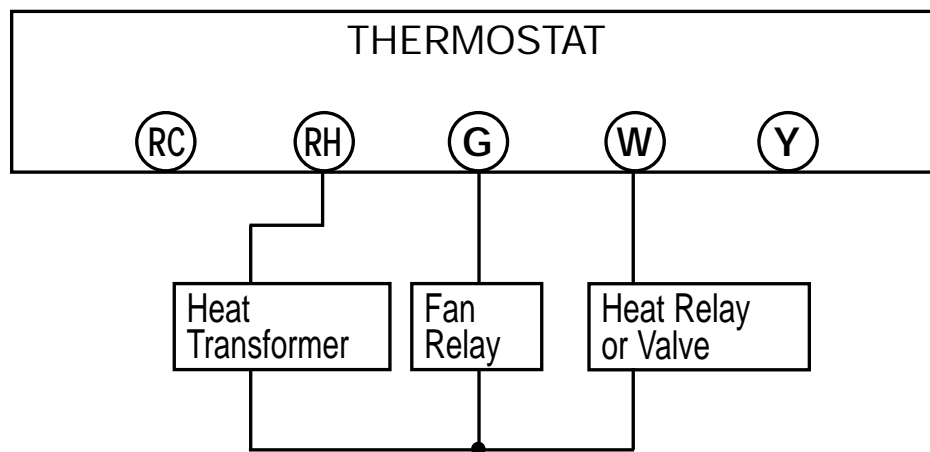 THERMOSTAT
RC RH G W Y
Heat
Transformer
Fan
Relay
Heat Relay
or Valve